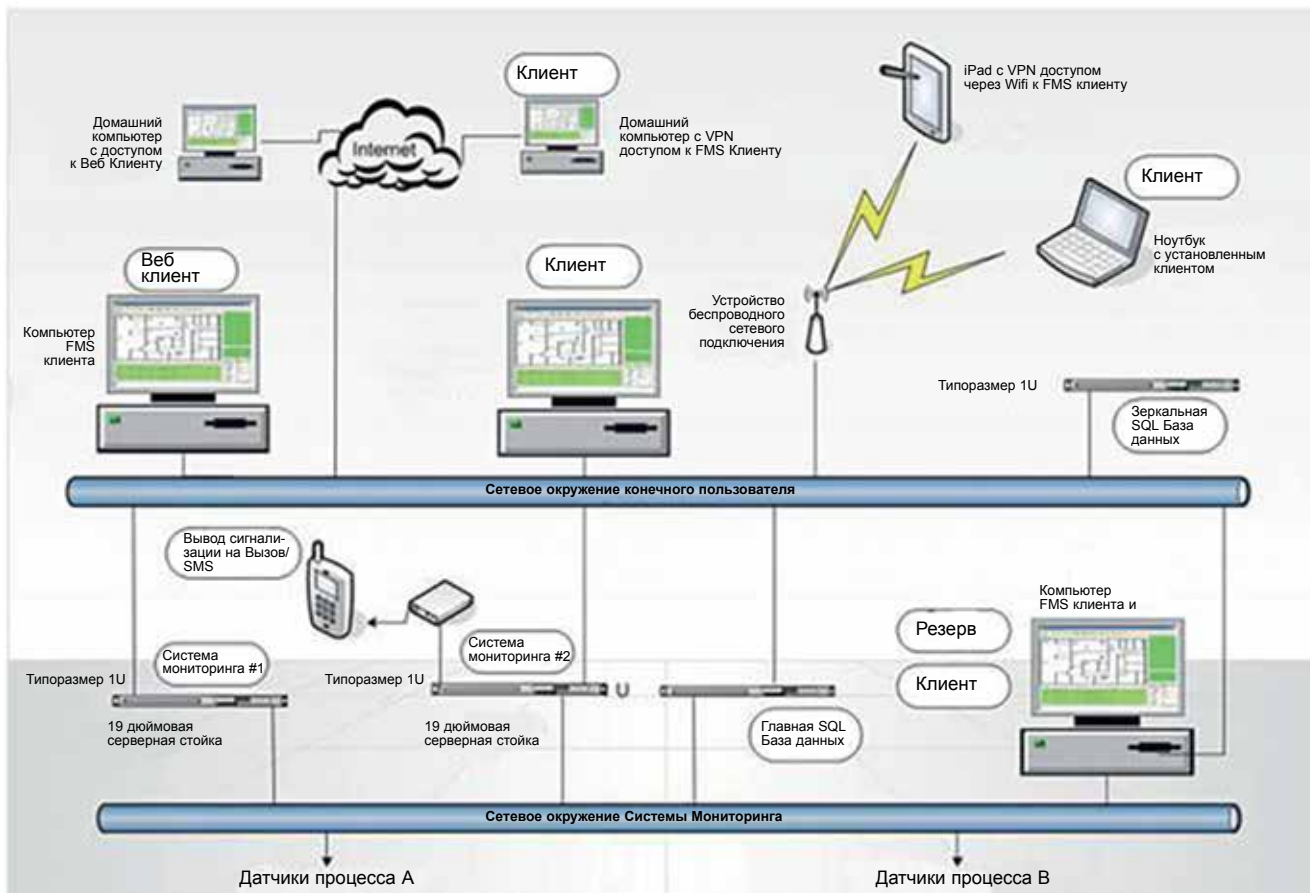 Клиент
iPad с VPN доступом
через Wifi к FMS клиенту
Домашний
компьютер
с доступом
к Веб Клиенту
Internet
Домашний
компьютер с VPN
доступом к FMS Клиенту
Клиент
Ноутбук
с установленным
клиентом
Веб
клиент
Клиент
Компьютер
FMS
клиента
Устройство
беспроводного
сетевого
подключения
Типоразмер 1U
Зеркальная
SQL База
данных
Сетевое окружение конечного пользователя
Вывод сигнали-
зации на Вызов/
SMS
Компьютер
FMS клиента и
Резерв
Клиент
Система
мониторинга #1
Система
мониторинга #2
Типоразмер 1U
Типоразмер 1U
U
19 дюймовая
серверная стойка
19 дюймовая
серверная стойка
Главная SQL
База данных
Сетевое окружение Системы Мониторинга
Датчики процесса А
Датчики процесса В